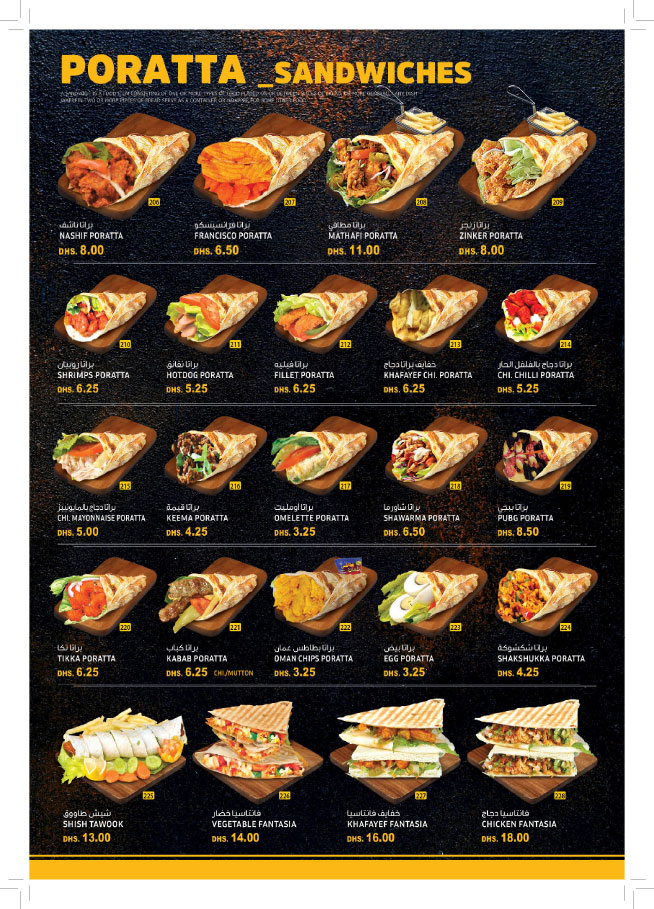 PORATTA _SANDWICHES
206
207
208
209
براتا ناشف
NASHIF PORATTA
DHS. 8.00
براتا فرانسيسكو
FRANCISCO PORATTA
DHS. 6.50
براتا مطافي
MATHAFI PORATTA
DHS. 11.00
براتا زنجر
ZINKER PORATTA
DHS. 8.00
210
211
212
213
214
براتا روبيان
SHRIMPS PORATTA
DHS. 6.25
براتا نقانق
HOTDOG PORATTA
DHS. 5.25
براتا فيليه
FILLET PORATTA
DHS. 6.25
خفايف براتا دجاج
KHAFAYEF CHI. PORATTA
DHS. 6.25
براتا دجاج بالفلفل الحار
CHI. CHILLI PORATTA
DHS. 5.25
215
216
217
218
219
براتا دجاج بالمايونيز
CHI. MAYONNAISE PORATTA
DHS. 5.00
براتا قيمة
KEEMA PORATTA
DHS. 4.25
براتا أومليت
OMELETTE PORATTA
DHS. 3.25
براتا شاورما
SHAWARMA PORATTA
DHS. 6.50
براتا ببجي
PUBG PORATTA
DHS. 8.50
220
221
222
223
224
براتا تكا
TIKKA PORATTA
DHS. 6.25
براتا كباب
KABAB PORATTA
DHS. 6.25 CHI./MUTTON
براتا بطاطس عمان
OMAN CHIPS PORATTA
DHS. 3.25
براتا بيض
EGG PORATTA
DHS. 3.25
براتا شكشوكة
SHAKSHUKKA PORATTA
DHS. 4.25
225
226
227
228
شيش طاووق
SHISH TAWOOK
DHS. 13.00
فانتاسيا خضار
VEGETABLE FANTASIA
DHS. 14.00
خفايف فانتاسيا
KHAFAYEF FANTASIA
DHS. 16.00
فانتاسيا دجاج
CHICKEN FANTASIA
DHS. 18.00